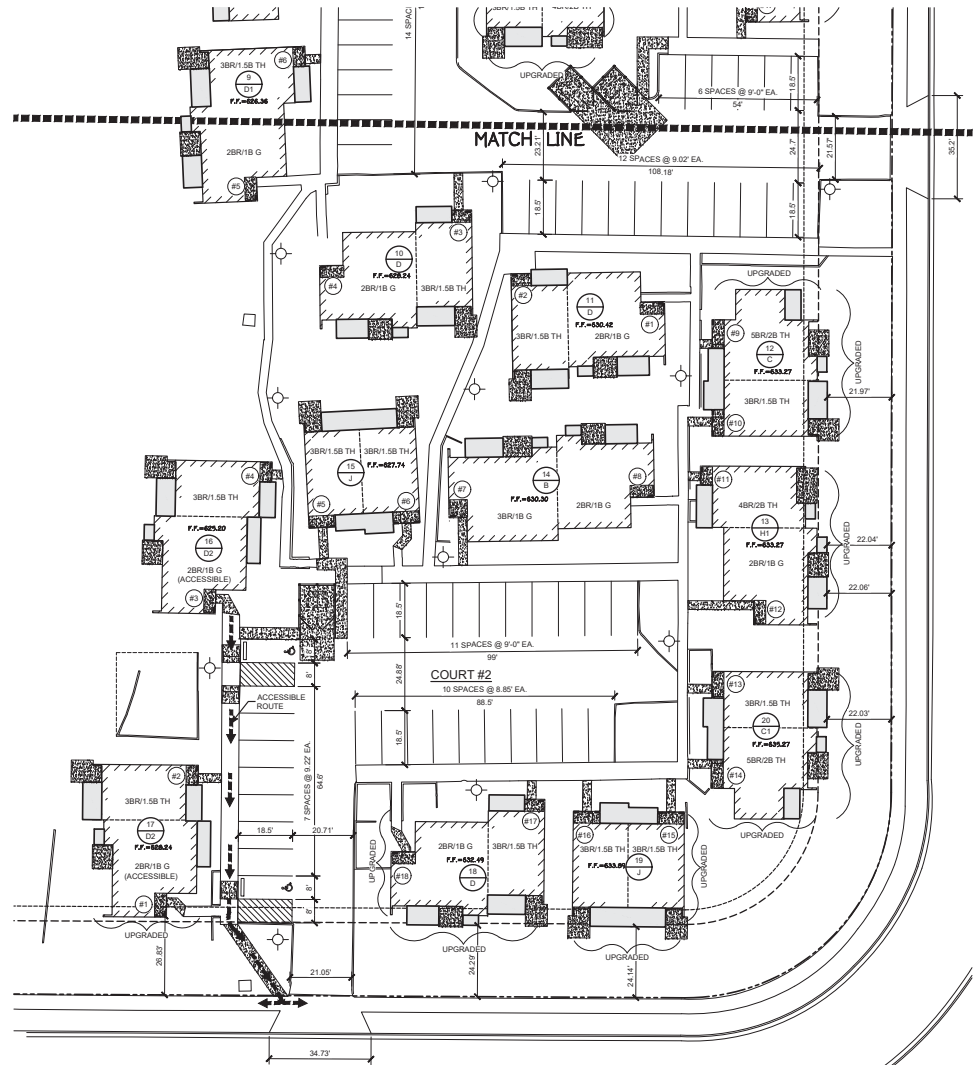 14 SPACES
3BR/1.5B TH
4BR/2B TH
UPGRADED
#6
3BR/1.5B TH
9
D1
F.F.=626.36
2BR/1B G
#5
6 SPACES @ 9'-0" EA.
54'
18.5'
MATCH LINE
23.21'
24.7'
21.57'
35.2'
12 SPACES @ 9.02' EA.
108.18'
18.5'
18.5'
#3
10
D
F.F.=628.24
#4
2BR/1B G
3BR/1.5B TH
#2
11
D
F.F.=630.42
#1
3BR/1.5B TH
2BR/1B G
UPGRADED
#9
5BR/2B TH
12
C
F.F.=633.27
3BR/1.5B TH
#10
UPGRADED
21.97'
3BR/1.5B TH
3BR/1.5B TH
F.F.=627.74
15
J
#5
#6
#7
14
B
#8
F.F.=630.30
3BR/1B G
2BR/1B G
#4
3BR/1.5B TH
F.F.=625.20
16
D2
2BR/1B G
(ACCESSIBLE)
#3
#11
4BR/2B TH
13
H1
F.F.=633.27
2BR/1B G
#12
UPGRADED
22.04'
22.06'
18.5'
11 SPACES @ 9'-0" EA.
99'
24.86'
COURT #2
10 SPACES @ 8.85' EA.
88.5'
18.5'
8'
8'
ACCESSIBLE
ROUTE
7 SPACES @ 9.22' EA.
64.6'
18.5'
20.71'
8'
8'
#13
3BR/1.5B TH
20
C1
F.F.=635.27
5BR/2B TH
#14
UPGRADED
22.03'
UPGRADED
#2
3BR/1.5B TH
17
D2
F.F.=628.24
2BR/1B G
(ACCESSIBLE)
#1
UPGRADED
26.83'
UPGRADED
#17
2BR/1B G
3BR/1.5B TH
F.F.=632.49
18
D
#18
UPGRADED
24.29'
#16
#15
3BR/1.5B TH
3BR/1.5B TH
19
J
UPGRADED
UPGRADED
24.14'
21.05'
34.73'